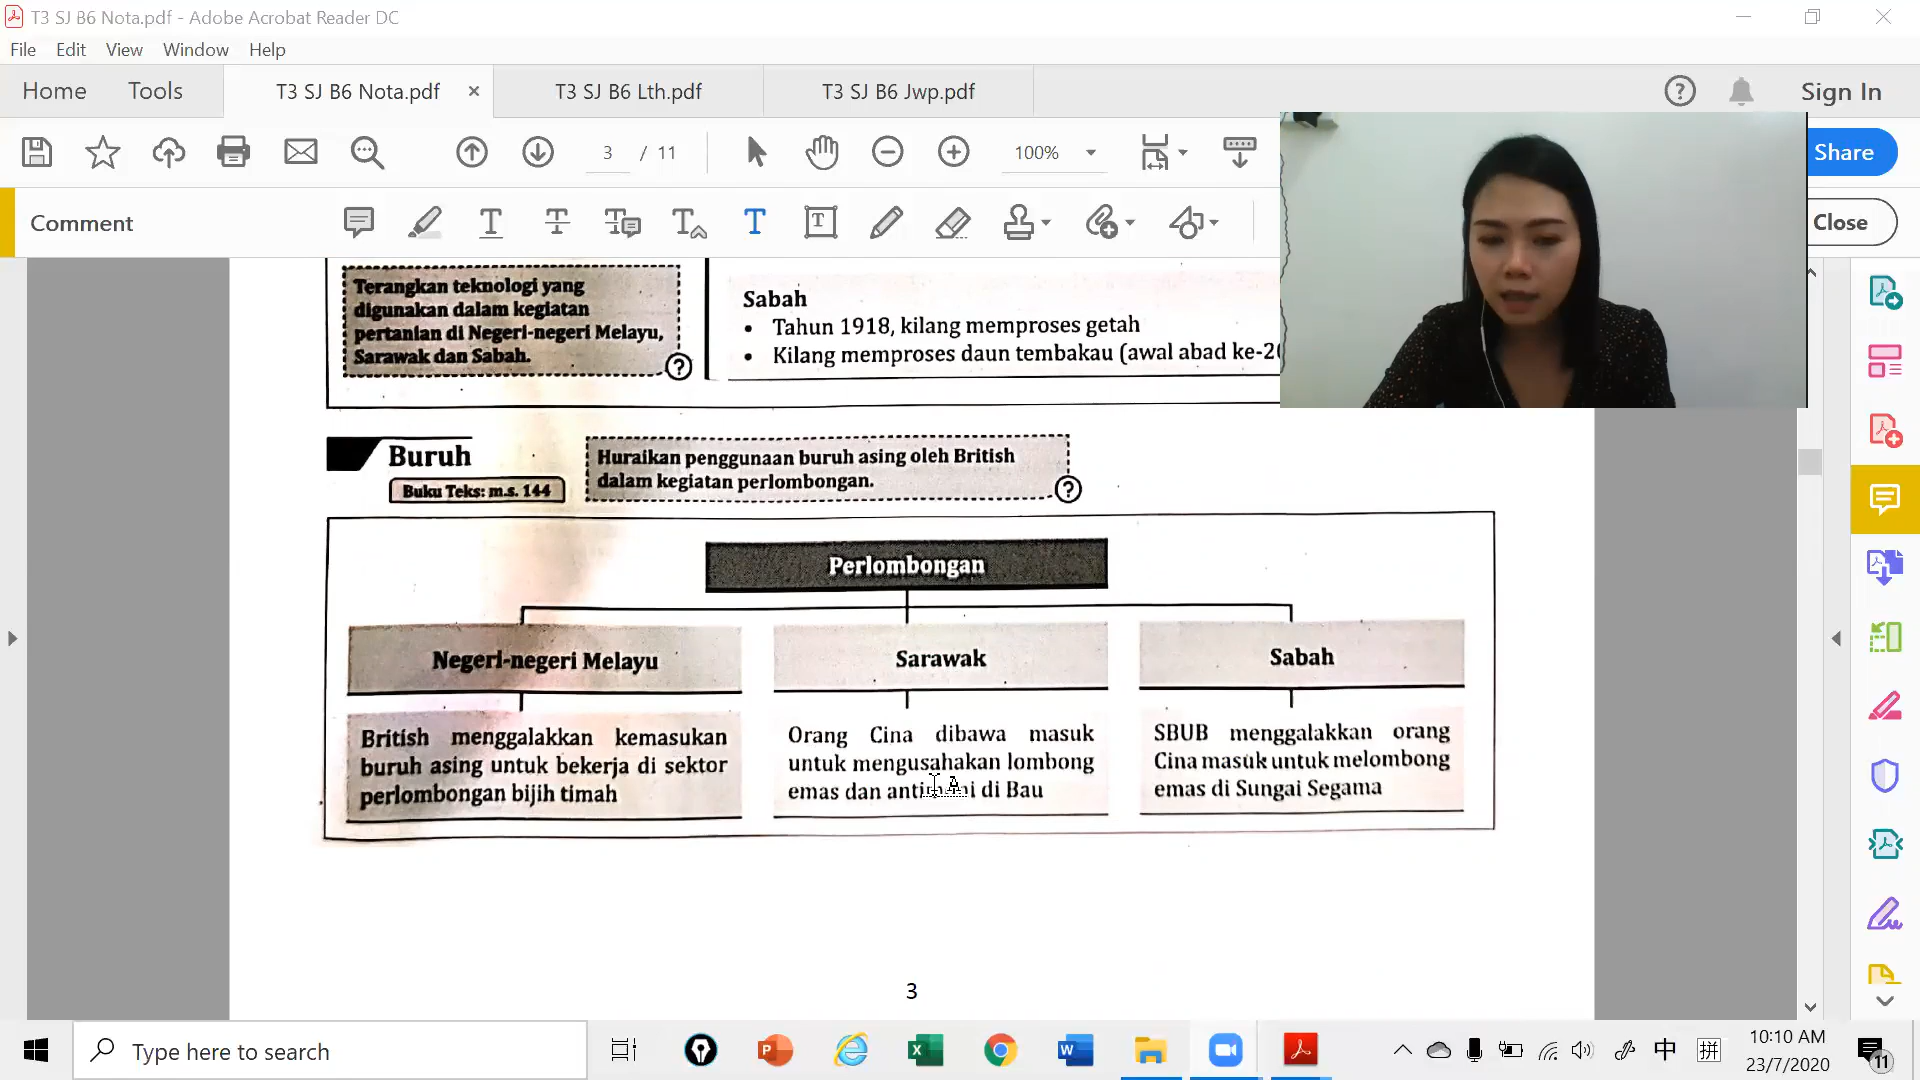 T3 SJ B6 Nota.pdf - Adobe Acrobat Reader DC
File Edit View Window Help
Home Tools T3 SJ B6 Nota.pdf × T3 SJ B6 Lth.pdf T3 SJ B6 Jwp.pdf Sign In
3 / 11 100% Share
Comment Close
Terangkan teknologi yang
digunakan dalam kegiatan
pertanian di Negeri-negeri Melayu,
Sarawak dan Sabah.
?
Sabah
• Tahun 1918, kilang memproses getah
• Kilang memproses daun tembakau (awal abad ke-20
Buruh
Buku Teks: m.s. 144
Huraikan penggunaan buruh asing oleh British
dalam kegiatan perlombongan.
?
Perlombongan
Negeri-negeri Melayu
British menggalakkan kemasukan
buruh asing untuk bekerja di sektor
perlombongan bijih timah
Sarawak
Orang Cina dibawa masuk
untuk mengusahakan lombong
emas dan antimoni di Bau
Sabah
SBUB menggalakkan orang
Cina masuk untuk melombong
emas di Sungai Segama
3
Type here to search
中 拼
10:10 AM
23/7/2020
11